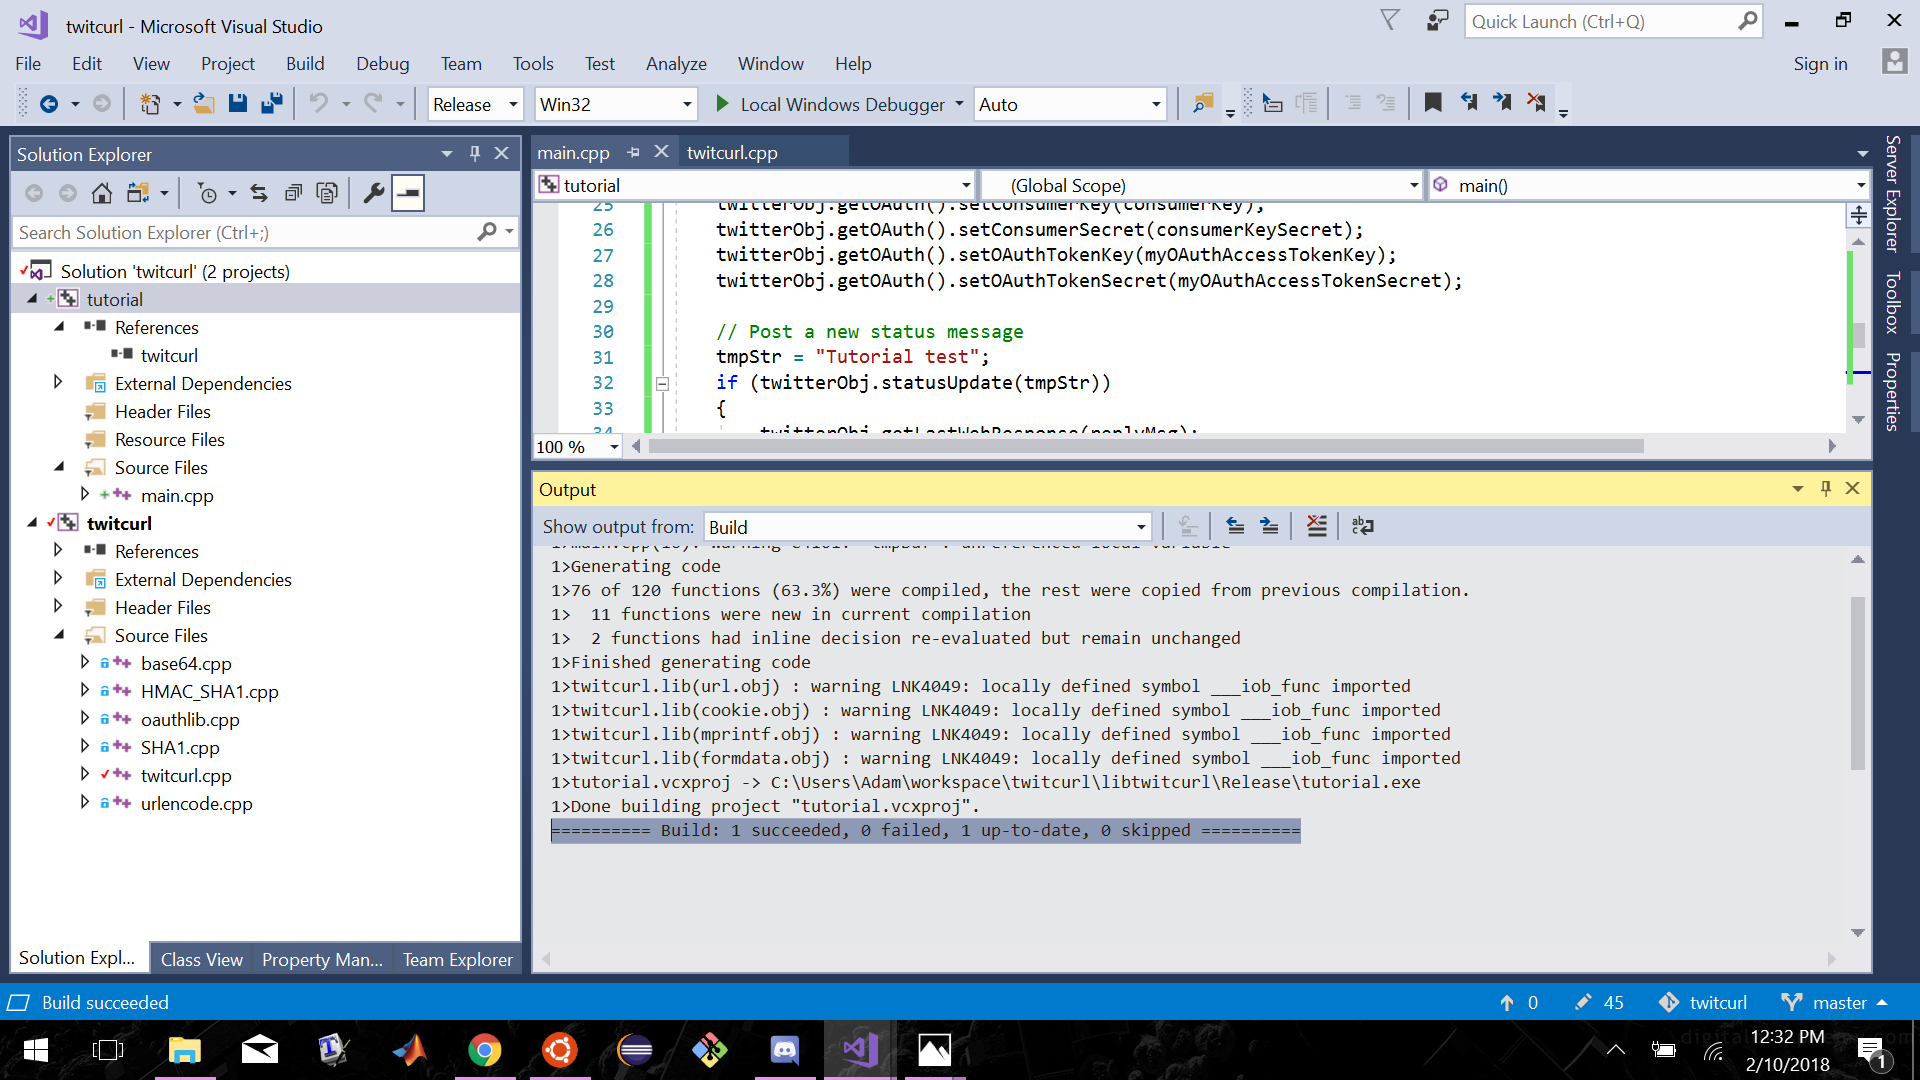 twitcurl - Microsoft Visual Studio
Quick Launch (Ctrl+Q)
File Edit View Project Build Debug Team Tools Test Analyze Window Help
Sign in
Release Win32 Local Windows Debugger Auto
Solution Explorer
Search Solution Explorer (Ctrl+;)
Solution 'twitcurl' (2 projects)
tutorial
References
twitcurl
External Dependencies
Header Files
Resource Files
Source Files
main.cpp
twitcurl
References
External Dependencies
Header Files
Source Files
base64.cpp
HMAC_SHA1.cpp
oauthlib.cpp
SHA1.cpp
twitcurl.cpp
urlencode.cpp
Solution Expl...
Class View
Property Man...
Team Explorer
main.cpp
twitcurl.cpp
tutorial (Global Scope) main()
25 twitterObj.getOAuth().setConsumerKey(consumerKey);
26 twitterObj.getOAuth().setConsumerSecret(consumerKeySecret);
27 twitterObj.getOAuth().setOAuthTokenKey(myOAuthAccessTokenKey);
28 twitterObj.getOAuth().setOAuthTokenSecret(myOAuthAccessTokenSecret);
29
30 // Post a new status message
31 tmpStr = "Tutorial test";
32 if (twitterObj.statusUpdate(tmpStr))
33 {
34 twitterObj.getLastWebResponse(replyMsg);
100 %
Output
Show output from: Build
unreferenced local variable
1>Generating code
1>76 of 120 functions (63.3%) were compiled, the rest were copied from previous compilation.
1>  11 functions were new in current compilation
1>  2 functions had inline decision re-evaluated but remain unchanged
1>Finished generating code
1>twitcurl.lib(url.obj) : warning LNK4049: locally defined symbol ___iob_func imported
1>twitcurl.lib(cookie.obj) : warning LNK4049: locally defined symbol ___iob_func imported
1>twitcurl.lib(mprintf.obj) : warning LNK4049: locally defined symbol ___iob_func imported
1>twitcurl.lib(formdata.obj) : warning LNK4049: locally defined symbol ___iob_func imported
1>tutorial.vcxproj -> C:\Users\Adam\workspace\twitcurl\libtwitcurl\Release\tutorial.exe
1>Done building project "tutorial.vcxproj".
========== Build: 1 succeeded, 0 failed, 1 up-to-date, 0 skipped ==========
Server Explorer
Toolbox
Properties
Build succeeded
0 45 twitcurl master
12:32 PM
2/10/2018
1